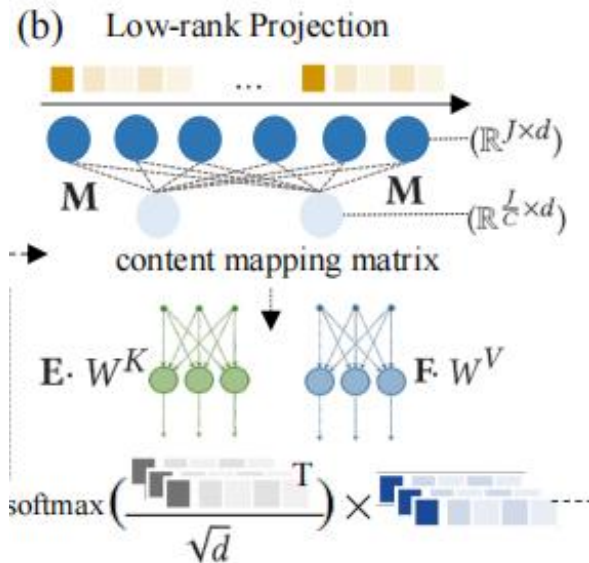 (b) Low-rank Projection
...
(ℝ^{J×d})
M M
(ℝ^{J/C×d})
content mapping matrix
E· W^K F· W^V
softmax ( T / √d ) ×